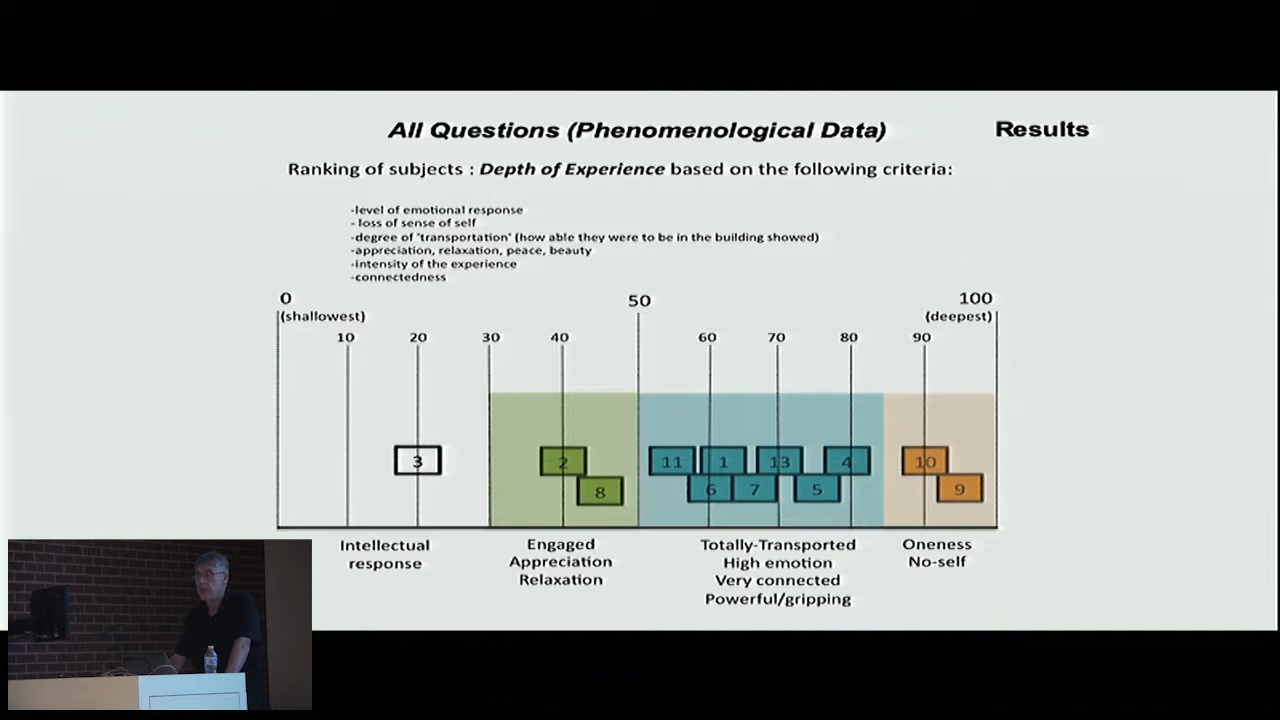 All Questions (Phenomenological Data)
Results
Ranking of subjects : Depth of Experience based on the following criteria:
-level of emotional response
- loss of sense of self
-degree of 'transportation' (how able they were to be in the building showed)
-appreciation, relaxation, peace, beauty
-intensity of the experience
-connectedness
0 50 100
(shallowest) (deepest)
10 20 30 40 60 70 80 90
3 2 11 1 13 4 10
8 6 7 5 9
Intellectual
response
Engaged
Appreciation
Relaxation
Totally-Transported
High emotion
Very connected
Powerful/gripping
Oneness
No-self